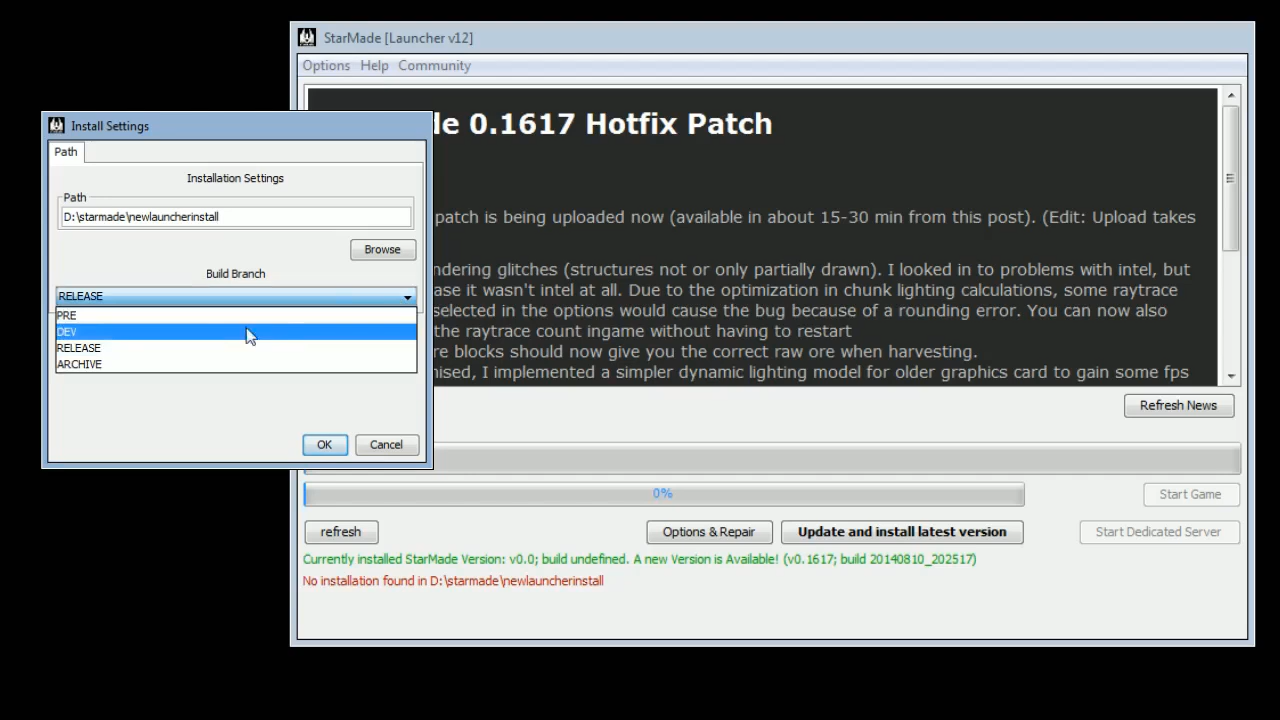 StarMade [Launcher v12]
Options Help Community
de 0.1617 Hotfix Patch
patch is being uploaded now (available in about 15-30 min from this post). (Edit: Upload takes
ndering glitches (structures not or only partially drawn). I looked in to problems with intel, but
ase it wasn't intel at all. Due to the optimization in chunk lighting calculations, some raytrace
selected in the options would cause the bug because of a rounding error. You can now also
the raytrace count ingame without having to restart
re blocks should now give you the correct raw ore when harvesting.
nised, I implemented a simpler dynamic lighting model for older graphics card to gain some fps
Refresh News
0%
Start Game
refresh
Options & Repair
Update and install latest version
Start Dedicated Server
Currently installed StarMade Version: v0.0; build undefined. A new Version is Available! (v0.1617; build 20140810_202517)
No installation found in D:\starmade\newlauncherinstall
Install Settings
Path
Installation Settings
Path
D:\starmade\newlauncherinstall
Browse
Build Branch
RELEASE
PRE
DEV
RELEASE
ARCHIVE
OK
Cancel